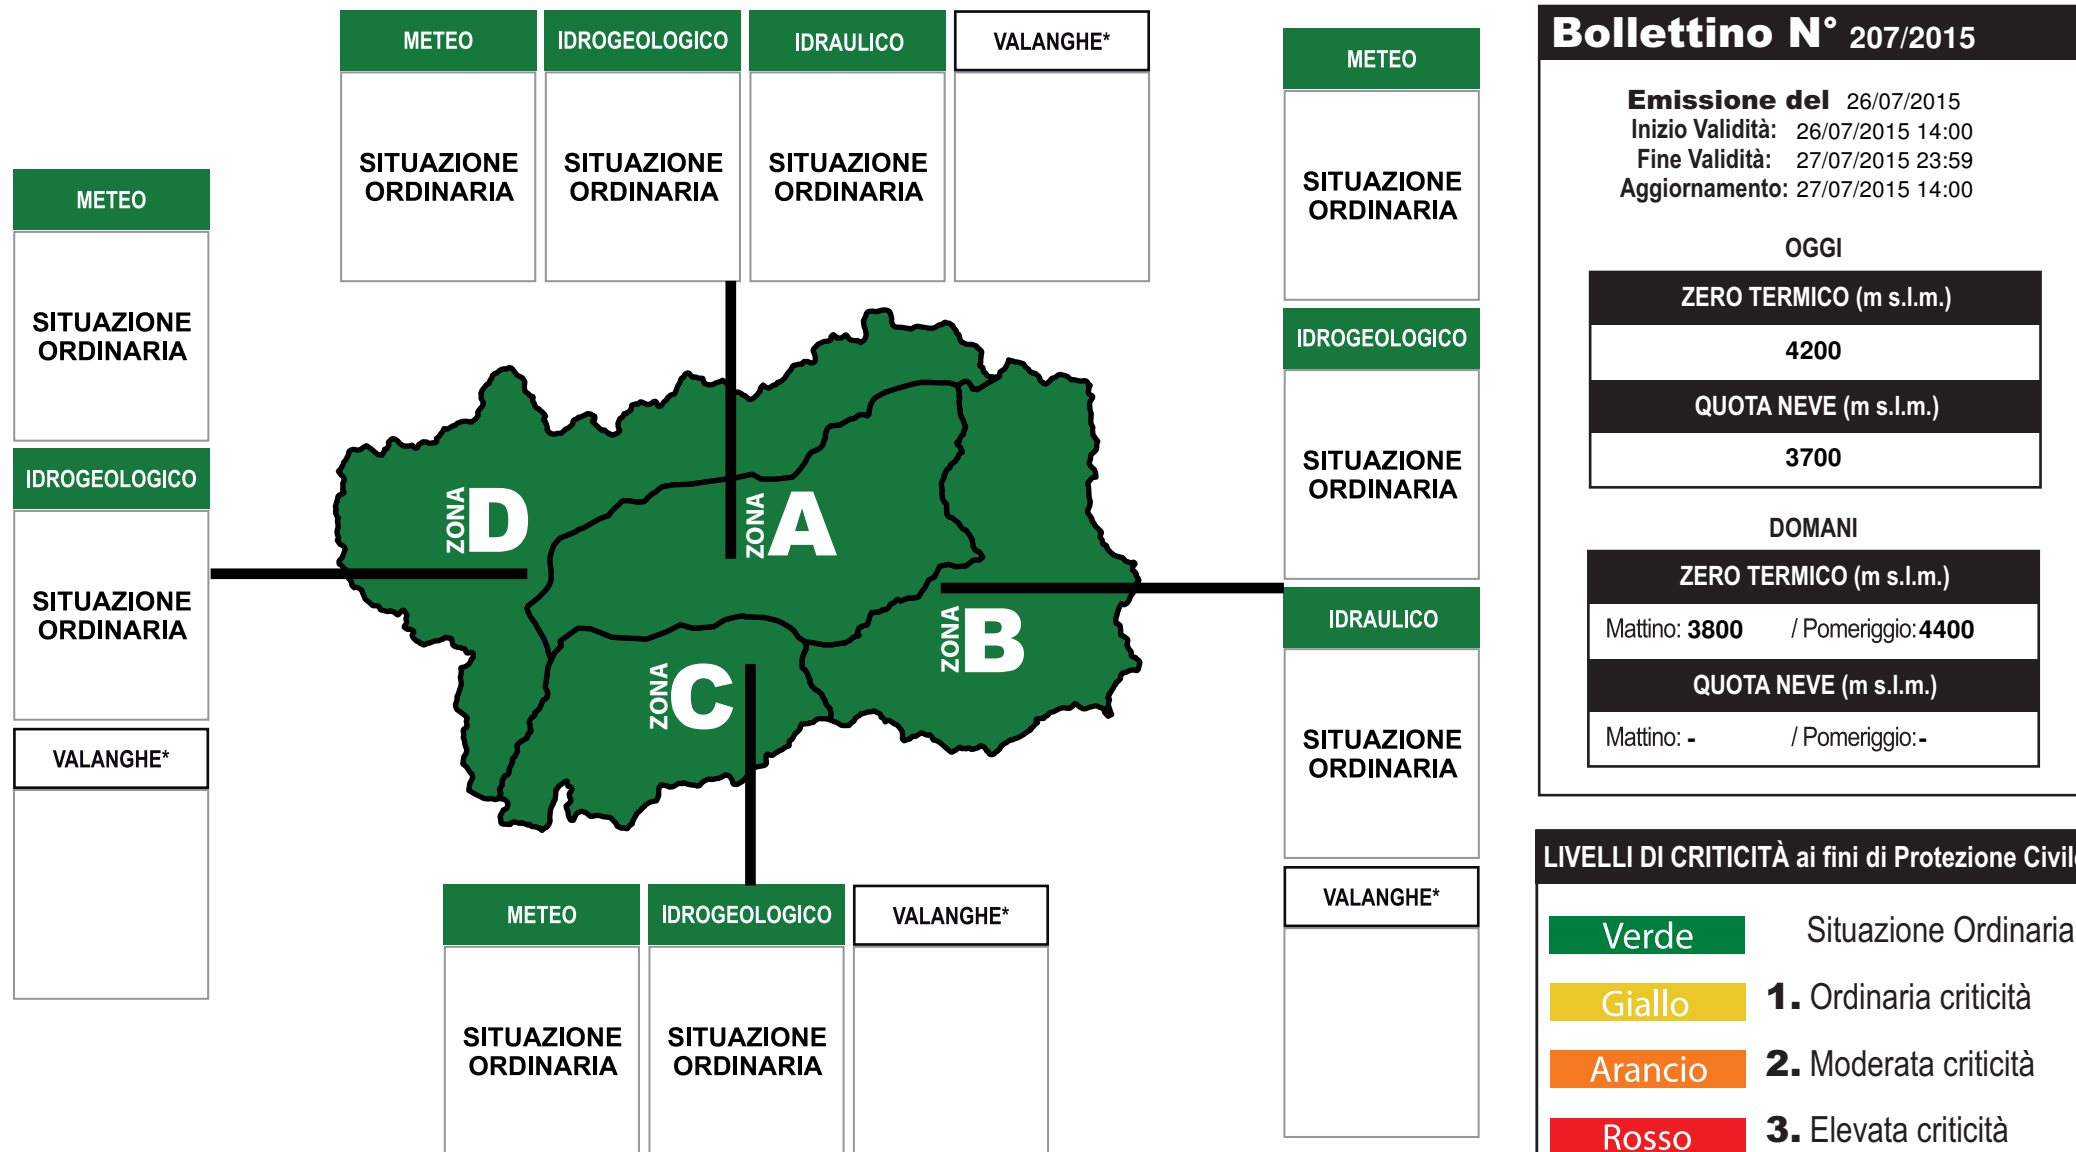 METEO IDROGEOLOGICO IDRAULICO VALANGHE*
SITUAZIONE ORDINARIA
SITUAZIONE ORDINARIA
SITUAZIONE ORDINARIA
METEO
SITUAZIONE
ORDINARIA
IDROGEOLOGICO
SITUAZIONE
ORDINARIA
VALANGHE*
ZONA D
ZONA A
ZONA B
ZONA C
METEO
SITUAZIONE
ORDINARIA
IDROGEOLOGICO
SITUAZIONE
ORDINARIA
IDRAULICO
SITUAZIONE
ORDINARIA
VALANGHE*
METEO IDROGEOLOGICO VALANGHE*
SITUAZIONE ORDINARIA
SITUAZIONE ORDINARIA
Bollettino N° 207/2015
Emissione del 26/07/2015
Inizio Validità: 26/07/2015 14:00
Fine Validità: 27/07/2015 23:59
Aggiornamento: 27/07/2015 14:00
OGGI
ZERO TERMICO (m s.l.m.)
4200
QUOTA NEVE (m s.l.m.)
3700
DOMANI
ZERO TERMICO (m s.l.m.)
Mattino: 3800 / Pomeriggio: 4400
QUOTA NEVE (m s.l.m.)
Mattino: - / Pomeriggio: -
LIVELLI DI CRITICITÀ ai fini di Protezione Civile
Verde Situazione Ordinaria
Giallo 1. Ordinaria criticità
Arancio 2. Moderata criticità
Rosso 3. Elevata criticità